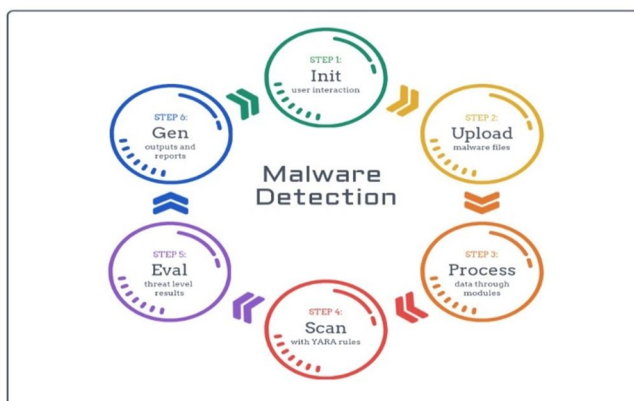 STEP 1:
Init
user interaction
STEP 2:
Upload
malware files
STEP 3:
Process
data through
modules
STEP 4:
Scan
with YARA rules
STEP 5:
Eval
threat level
results
STEP 6:
Gen
outputs and
reports
Malware
Detection